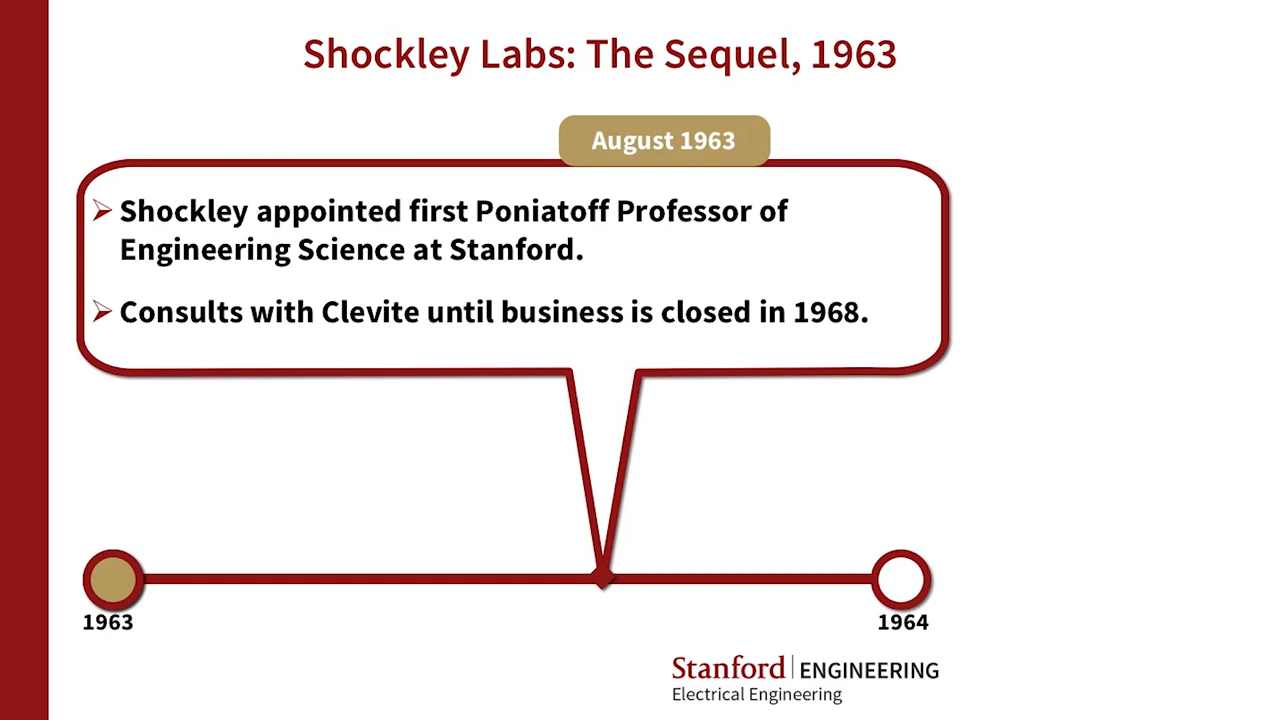 Shockley Labs: The Sequel, 1963
August 1963
Shockley appointed first Poniatoff Professor of
Engineering Science at Stanford.
Consults with Clevite until business is closed in 1968.
1963
1964
Stanford ENGINEERING
Electrical Engineering